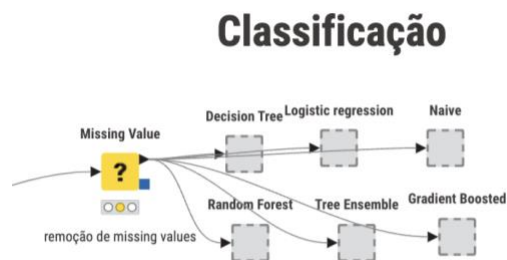 Classificação
Decision Tree
Logistic regression
Naive
Missing Value
?
Random Forest
Tree Ensemble
Gradient Boosted
remoção de missing values